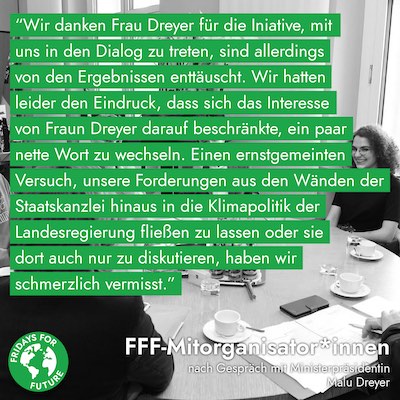 “Wir danken Frau Dreyer für die Iniative, mit
uns in den Dialog zu treten, sind allerdings
von den Ergebnissen enttäuscht. Wir hatten
leider den Eindruck, dass sich das Interesse
von Fraun Dreyer darauf beschränkte, ein paar
nette Wort zu wechseln. Einen ernstgemeinten
Versuch, unsere Forderungen aus den Wänden der
Staatskanzlei hinaus in die Klimapolitik der
Landesregierung fließen zu lassen oder sie
dort auch nur zu diskutieren, haben wir
schmerzlich vermisst.”
FFF-Mitorganisator*innen
nach Gespräch mit Ministerpräsidentin
Malu Dreyer
FRIDAYS FOR
FUTURE